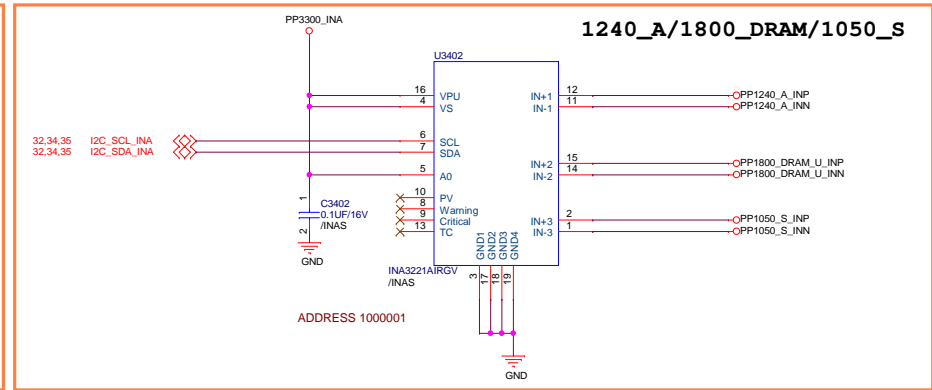 1240_A/1800_DRAM/1050_S
PP3300_INA
U3402
16 VPU IN+1 12 PP1240_A_INP
4 VS IN-1 11 PP1240_A_INN
32,34,35 I2C_SCL_INA 6 SCL
32,34,35 I2C_SDA_INA 7 SDA
IN+2 15 PP1800_DRAM_U_INP
5 A0 IN-2 14 PP1800_DRAM_U_INN
10 PV
8 Warning
9 Critical IN+3 2 PP1050_S_INP
13 TC IN-3 1 PP1050_S_INN
1 C3402
0.1UF/16V
2 /INAS
GND
GND1 GND2 GND3 GND4
3 17 18 19
INA3221AIRGV
/INAS
ADDRESS 1000001
GND